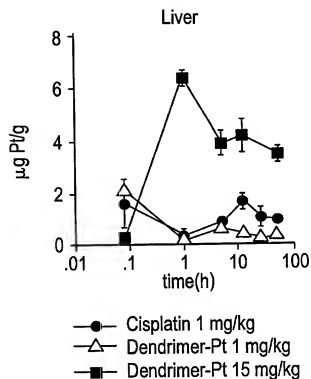 Liver
8
6
4
2
0
µg Pt/g
.01 .1 1 10 100
time(h)
Cisplatin 1 mg/kg
Dendrimer-Pt 1 mg/kg
Dendrimer-Pt 15 mg/kg